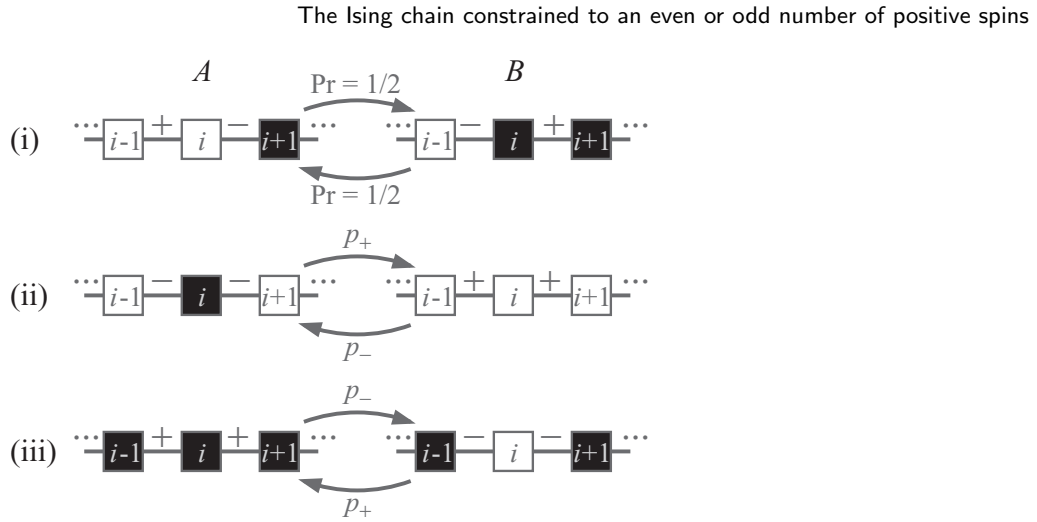 The Ising chain constrained to an even or odd number of positive spins
A B
Pr = 1/2
(i) ... i-1 + i − i+1 ... ... i-1 − i + i+1 ...
Pr = 1/2
p+
(ii) ... i-1 − i − i+1 ... ... i-1 + i + i+1 ...
p−
p−
(iii) ... i-1 + i + i+1 ... ... i-1 − i − i+1 ...
p+